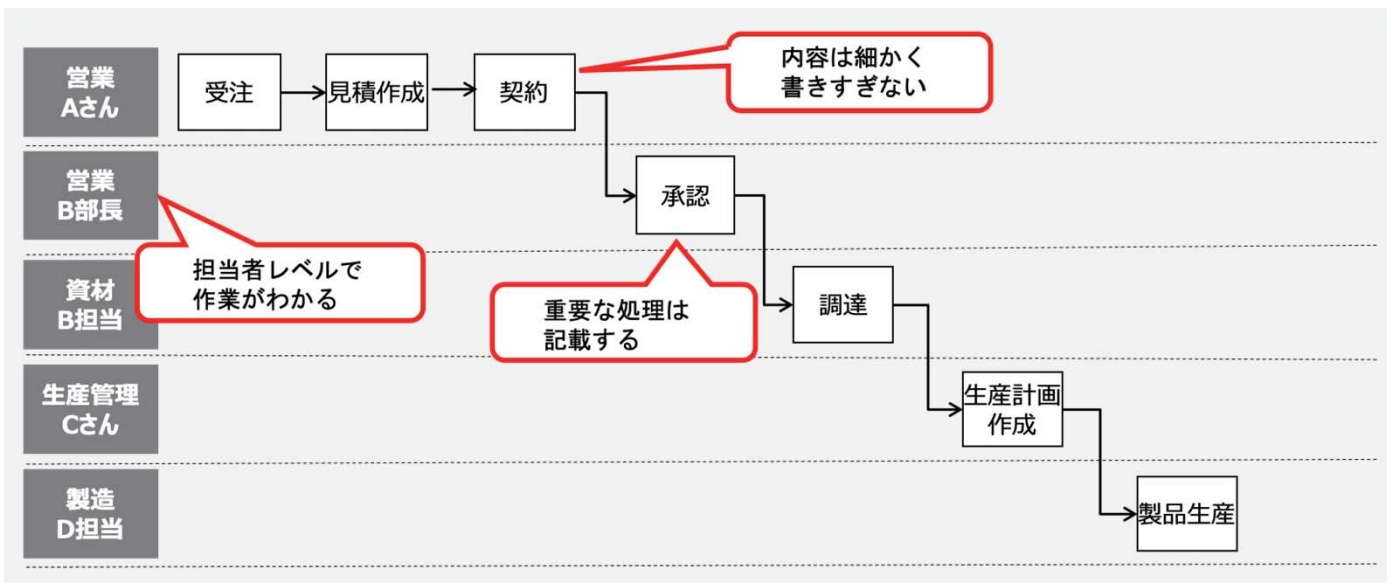 営業
Aさん
受注
見積作成
契約
内容は細かく
書きすぎない
営業
B部長
承認
担当者レベルで
作業がわかる
資材
B担当
重要な処理は
記載する
調達
生産管理
Cさん
生産計画
作成
製造
D担当
製品生産